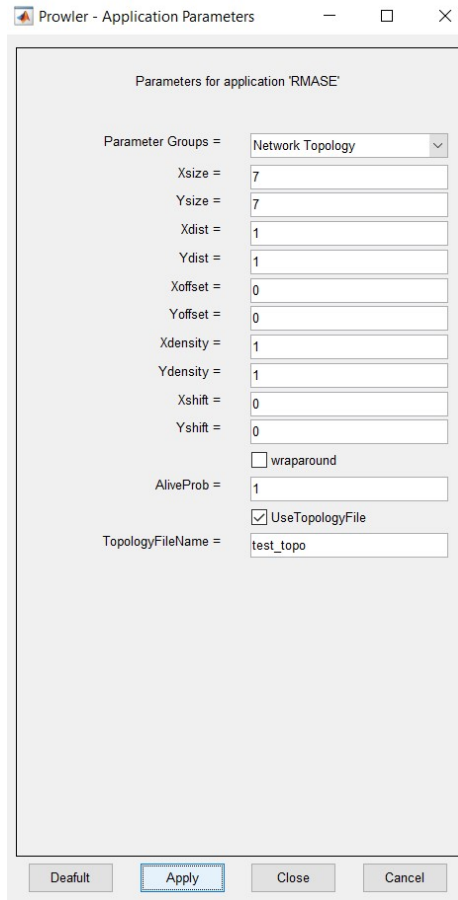 Prowler - Application Parameters
Parameters for application 'RMASE'
Parameter Groups = Network Topology
Xsize = 7
Ysize = 7
Xdist = 1
Ydist = 1
Xoffset = 0
Yoffset = 0
Xdensity = 1
Ydensity = 1
Xshift = 0
Yshift = 0
wraparound
AliveProb = 1
UseTopologyFile
TopologyFileName = test_topo
Deafult Apply Close Cancel